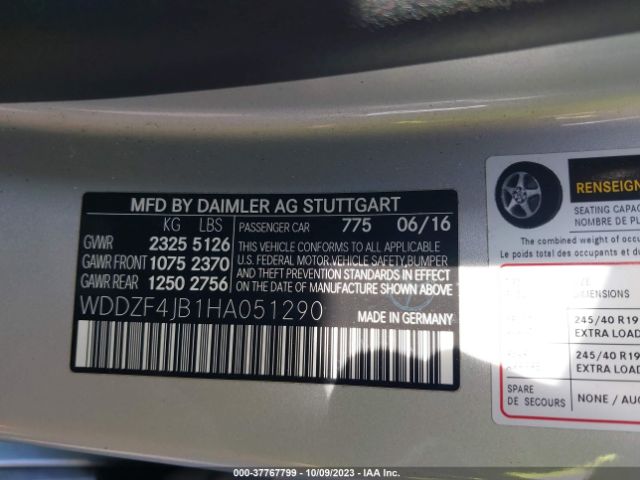 MFD BY DAIMLER AG STUTTGART
KG LBS
GVWR 2325 5126
GAWR FRONT 1075 2370
GAWR REAR 1250 2756
PASSENGER CAR 775 06/16
THIS VEHICLE CONFORMS TO ALL APPLICABLE
U.S. FEDERAL MOTOR VEHICLE SAFETY, BUMPER
AND THEFT PREVENTION STANDARDS IN EFFECT
ON THE DATE OF MANUFACTURE SHOWN ABOVE.
WDDZF4JB1HA051290
MADE IN GERMANY
RENSEIGN
SEATING CAPAC
NOMBRE DE PL
The combined weight of occup
Le poids total des occupants et du
245/40 R19
EXTRA LOAD
245/40 R19
EXTRA LOAD
SPARE
DE SECOURS
NONE / AUC
000-37767799 - 10/09/2023 - IAA Inc.